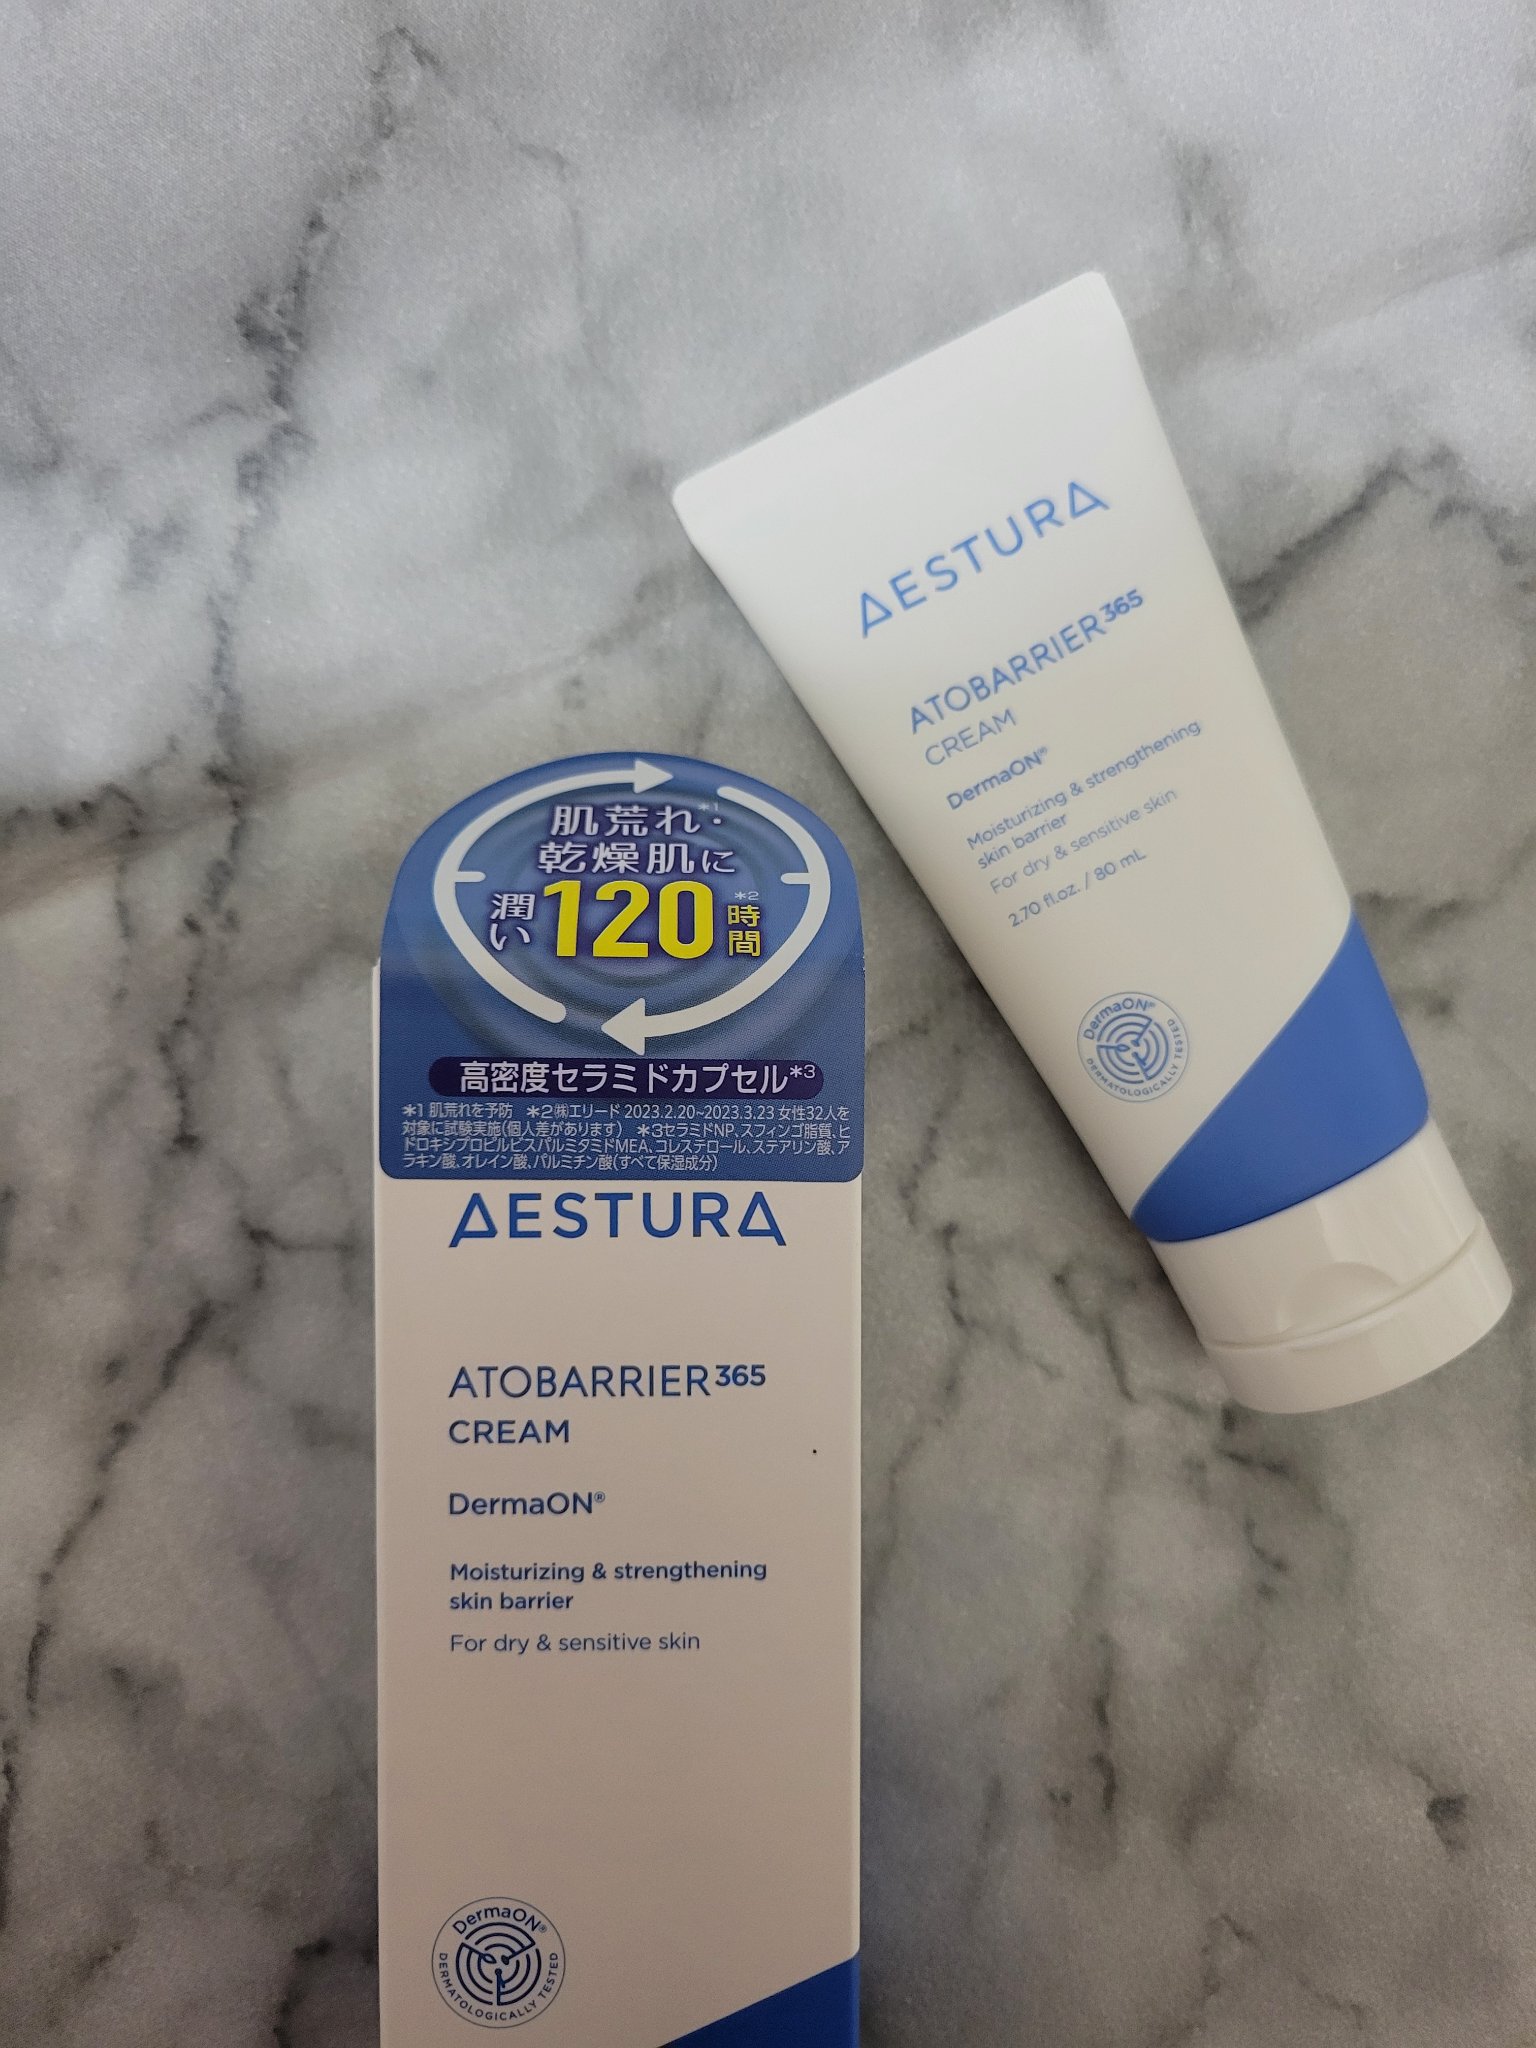 AESTURA
ATOBARRIER365
CREAM
DermaON®
Moisturizing & strengthening
skin barrier
For dry & sensitive skin
2.70 fl.oz. / 80 mL
DermaON®
DERMATOLOGICALLY TESTED
肌荒れ*1・
乾燥肌に
潤い120*2時間
高密度セラミドカプセル*3
*1 肌荒れを予防 *2㈱エリード 2023.2.20~2023.3.23 女性32人を
対象に試験実施(個人差があります) *3セラミドNP、スフィンゴ脂質、ヒ
ドロキシプロピルビスパルミタミドMEA、コレステロール、ステアリン酸、ア
ラキン酸、オレイン酸、パルミチン酸(すべて保湿成分)
AESTURA
ATOBARRIER365
CREAM
DermaON®
Moisturizing & strengthening
skin barrier
For dry & sensitive skin
DermaON®
DERMATOLOGICALLY TESTED